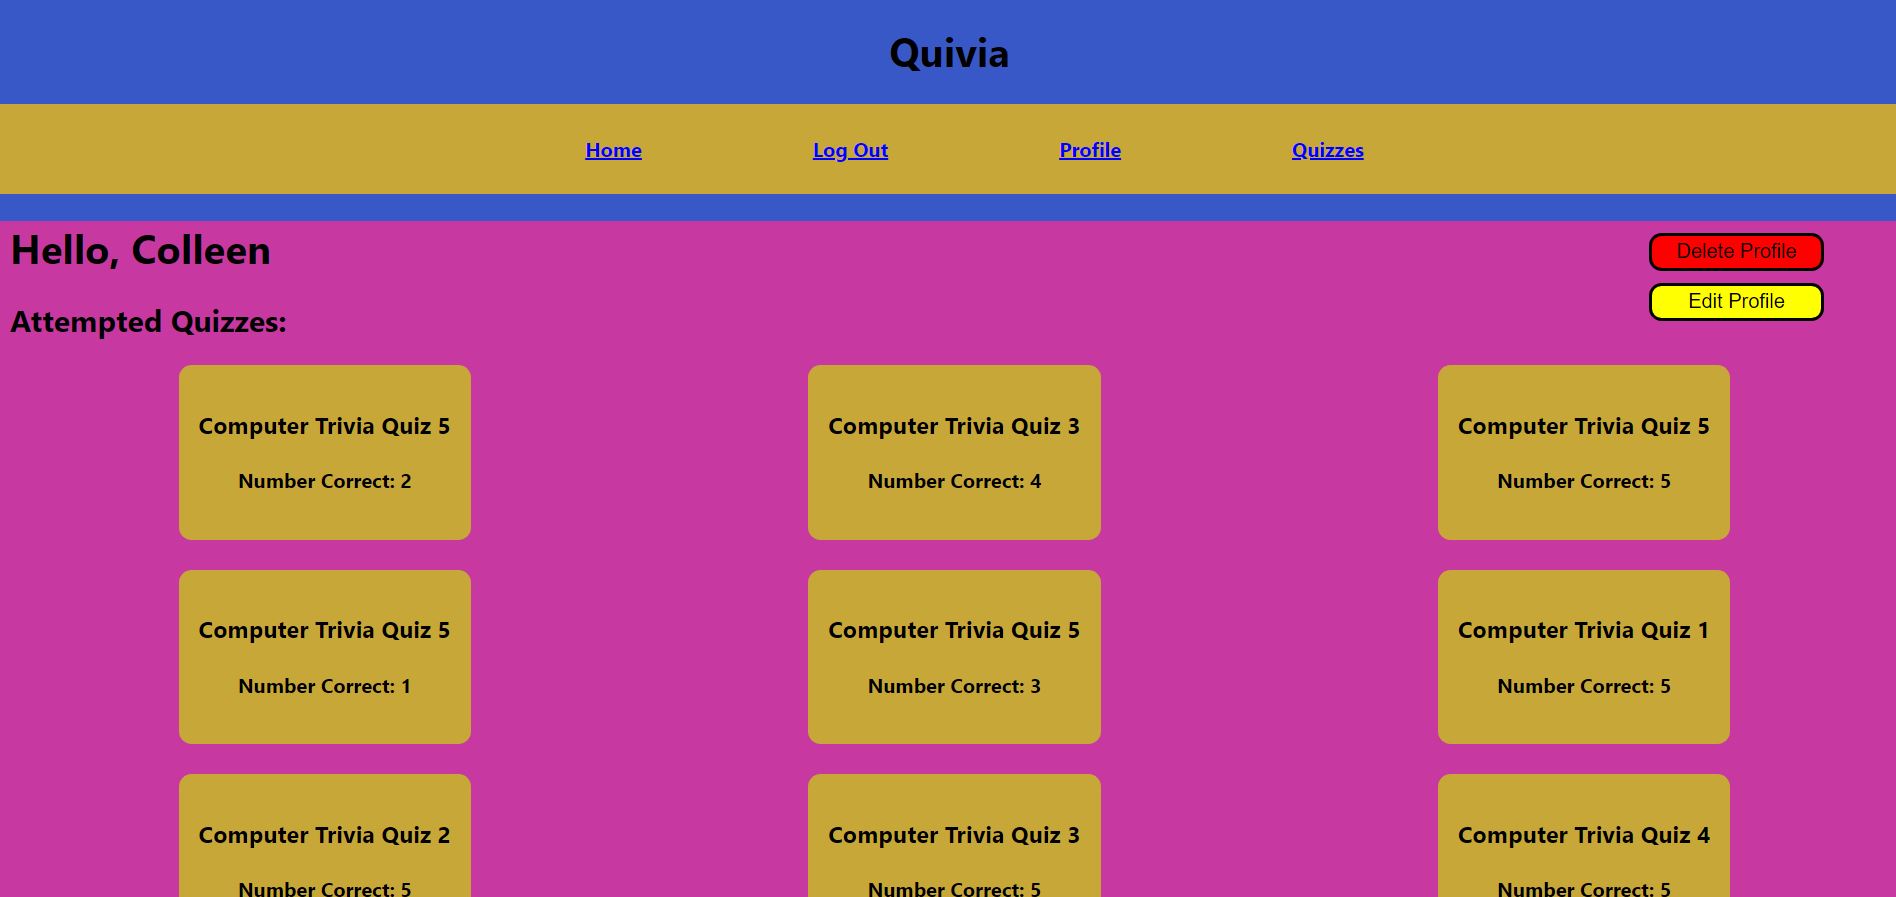 Quivia
Home Log Out Profile Quizzes
Hello, Colleen
Delete Profile
Edit Profile
Attempted Quizzes:
Computer Trivia Quiz 5
Number Correct: 2
Computer Trivia Quiz 3
Number Correct: 4
Computer Trivia Quiz 5
Number Correct: 5
Computer Trivia Quiz 5
Number Correct: 1
Computer Trivia Quiz 5
Number Correct: 3
Computer Trivia Quiz 1
Number Correct: 5
Computer Trivia Quiz 2
Number Correct: 5
Computer Trivia Quiz 3
Number Correct: 5
Computer Trivia Quiz 4
Number Correct: 5